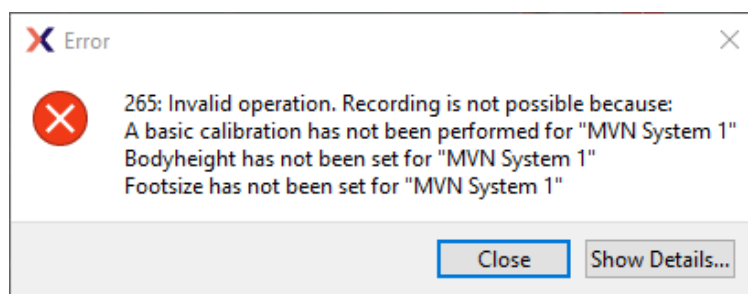 Error
265: Invalid operation. Recording is not possible because:
A basic calibration has not been performed for "MVN System 1"
Bodyheight has not been set for "MVN System 1"
Footsize has not been set for "MVN System 1"
Close
Show Details...